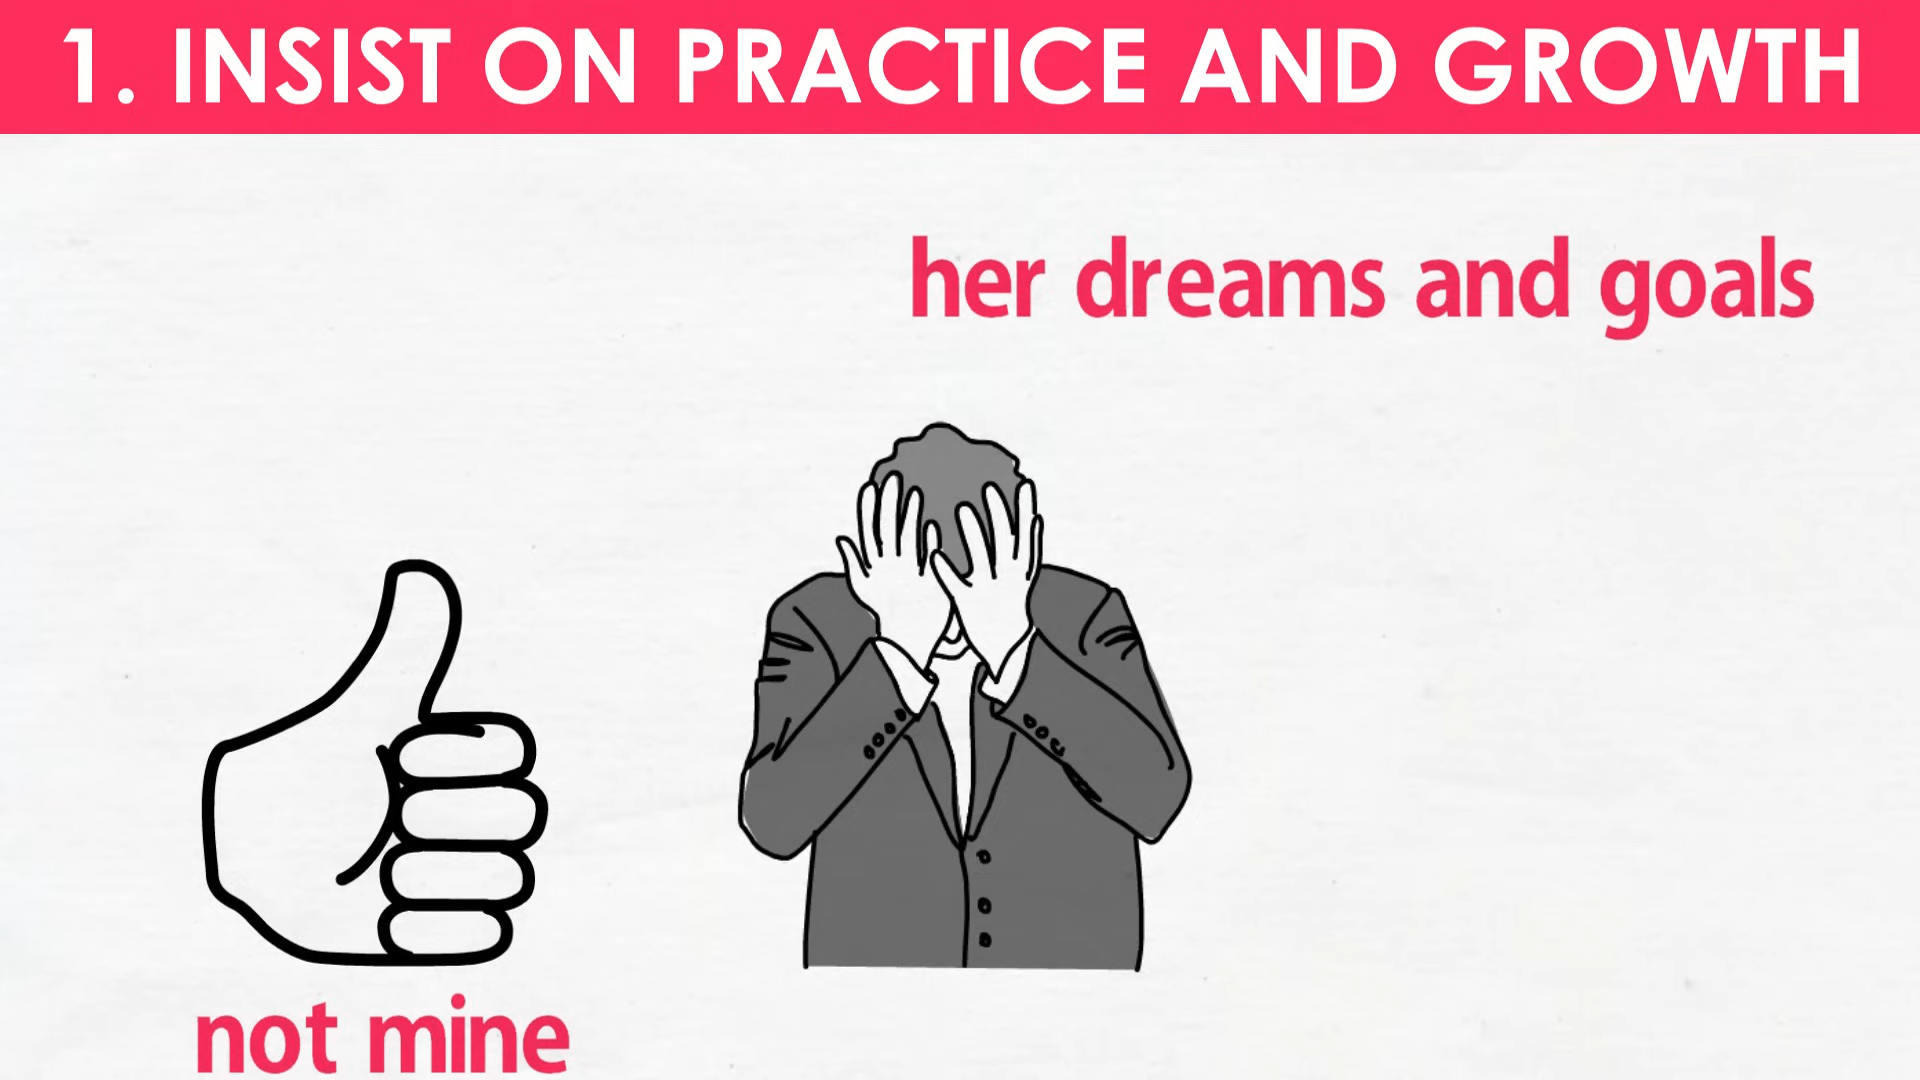 1. INSIST ON PRACTICE AND GROWTH
her dreams and goals
not mine